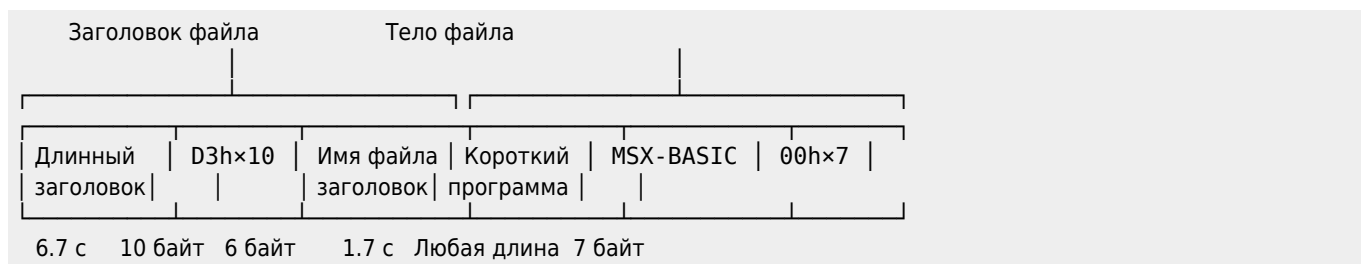 Заголовок файла Тело файла
Длинный D3h×10 Имя файла Короткий MSX-BASIC 00h×7
заголовок заголовок программа
6.7 с 10 байт 6 байт 1.7 с Любая длина 7 байт